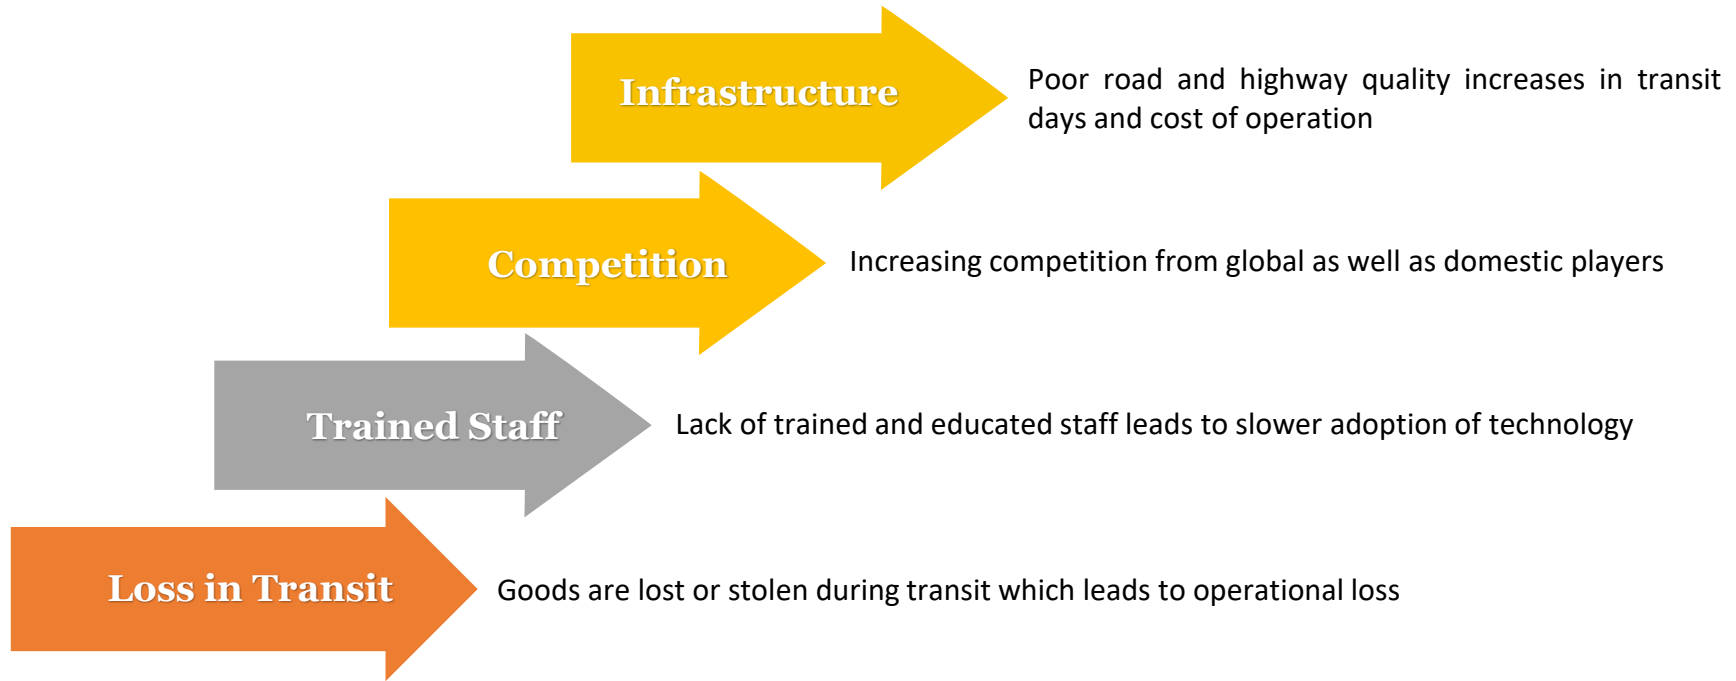 Infrastructure
Poor road and highway quality increases in transit
days and cost of operation
Competition
Increasing competition from global as well as domestic players
Trained Staff
Lack of trained and educated staff leads to slower adoption of technology
Loss in Transit
Goods are lost or stolen during transit which leads to operational loss